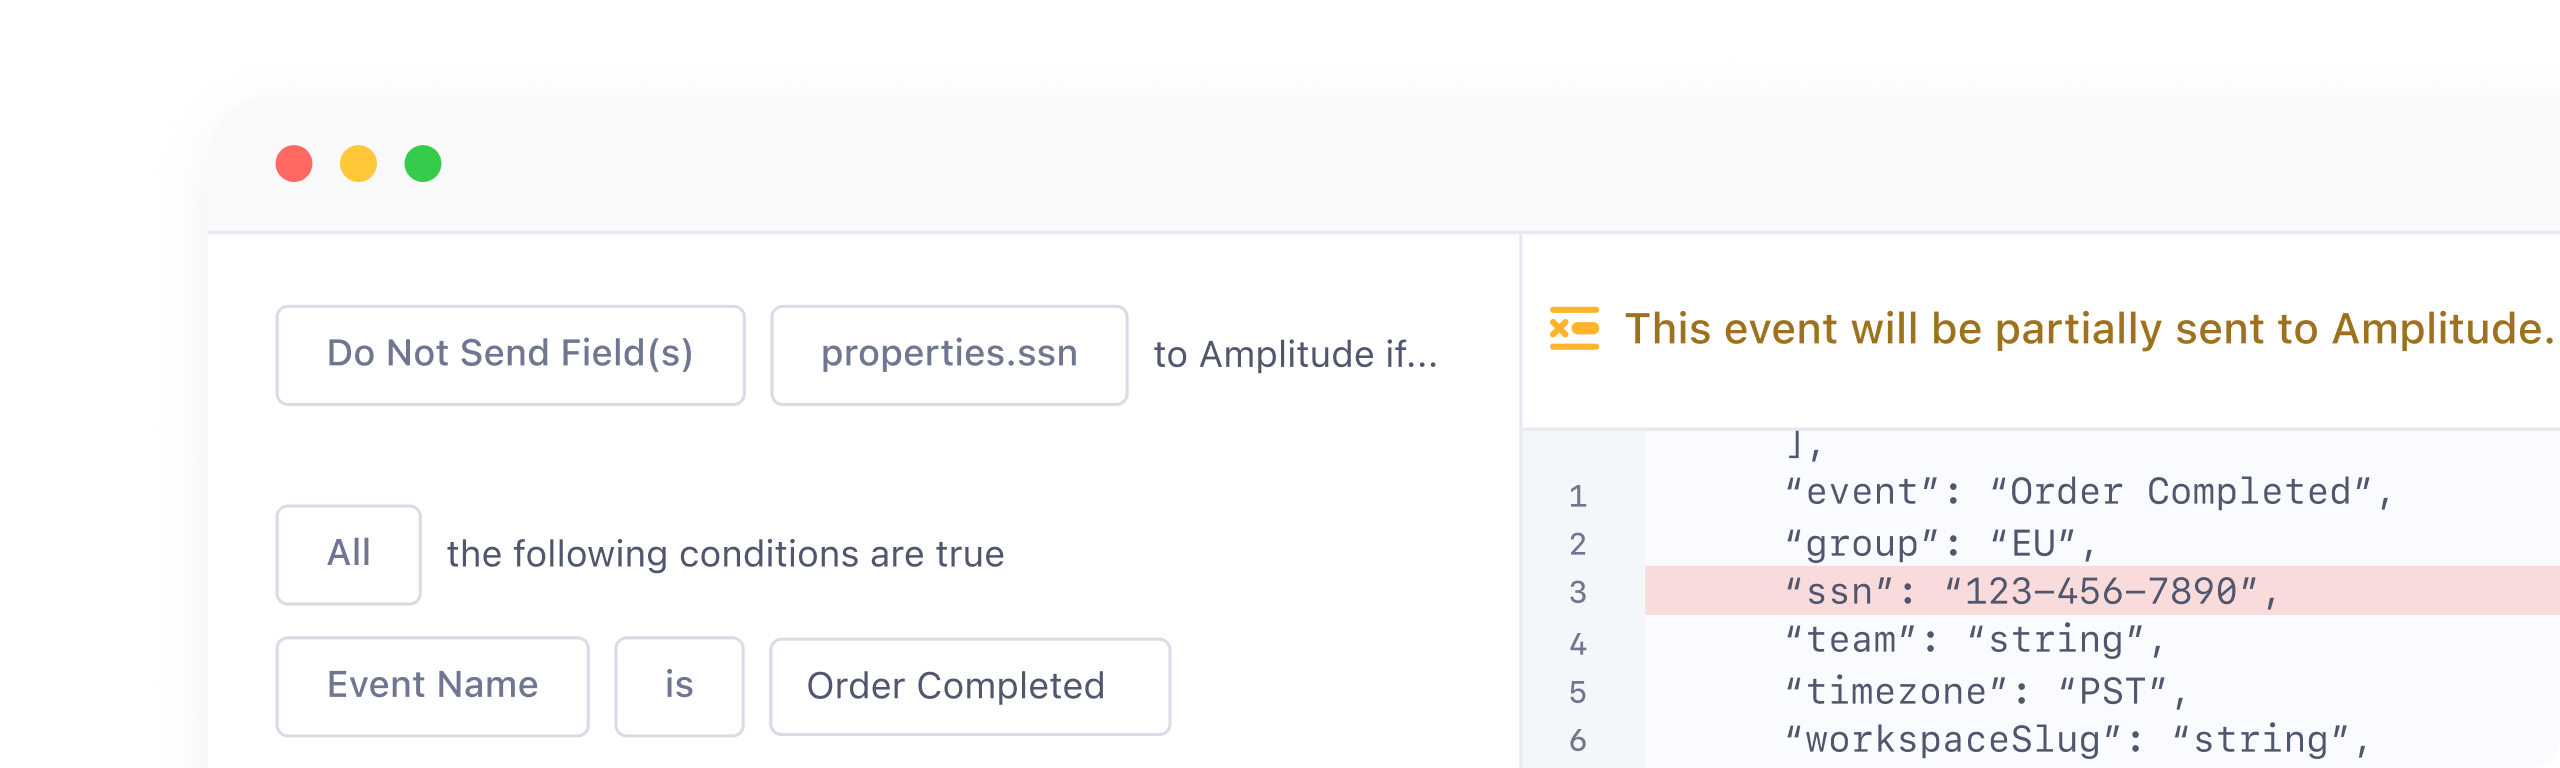 Do Not Send Field(s) properties.ssn to Amplitude if...
All the following conditions are true
Event Name is Order Completed
This event will be partially sent to Amplitude.
],
1 “event”: “Order Completed”,
2 “group”: “EU”,
3 “ssn”: “123–456–7890”,
4 “team”: “string”,
5 “timezone”: “PST”,
6 “workspaceSlug”: “string”,